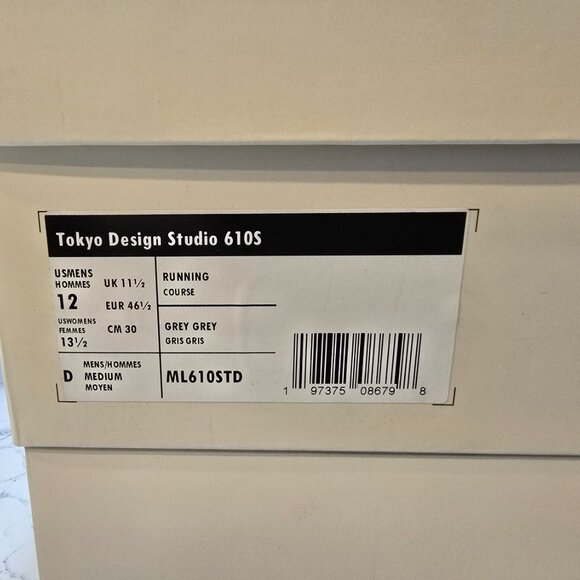 Tokyo Design Studio 610S
USMENS
HOMMES
12
UK 11½
EUR 46½
USWOMENS
FEMMES
13½
CM 30
RUNNING
COURSE
GREY GREY
GRIS GRIS
D
MENS/HOMMES
MEDIUM
MOYEN
ML610STD
1 97375 08679 8